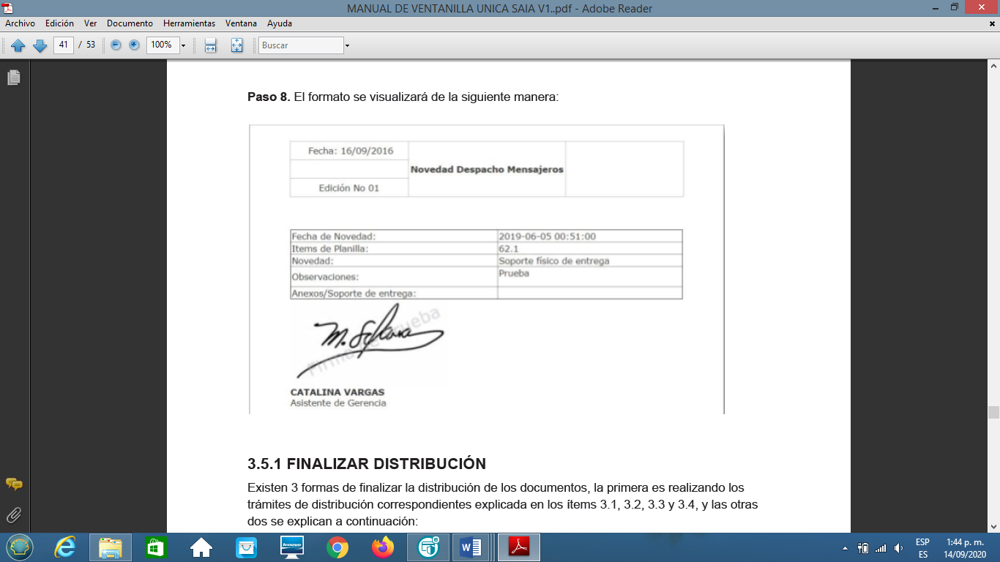 MANUAL DE VENTANILLA UNICA SAIA V1..pdf - Adobe Reader
Archivo Edición Ver Documento Herramientas Ventana Ayuda
41 / 53 100% Buscar
Paso 8. El formato se visualizará de la siguiente manera:
Fecha: 16/09/2016
Novedad Despacho Mensajeros
Edición No 01
Fecha de Novedad: 2019-06-05 00:51:00
Items de Planilla: 62.1
Novedad: Soporte físico de entrega
Observaciones: Prueba
Anexos/Soporte de entrega:
CATALINA VARGAS
Asistente de Gerencia
3.5.1 FINALIZAR DISTRIBUCIÓN
Existen 3 formas de finalizar la distribución de los documentos, la primera es realizando los
trámites de distribución correspondientes explicada en los ítems 3.1, 3.2, 3.3 y 3.4, y las otras
dos se explican a continuación:
lenovo
8
W
ESP 1:44 p. m.
ES 14/09/2020